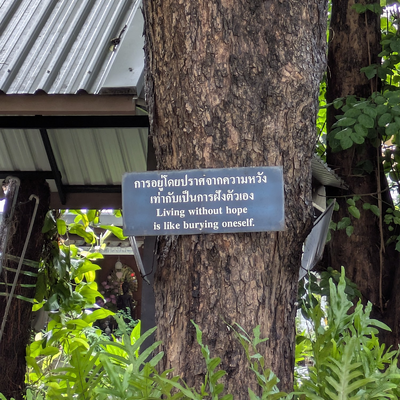 การอยู่โดยปราศจากความหวัง
เท่ากับเป็นการฝังตัวเอง
Living without hope
is like burying oneself.